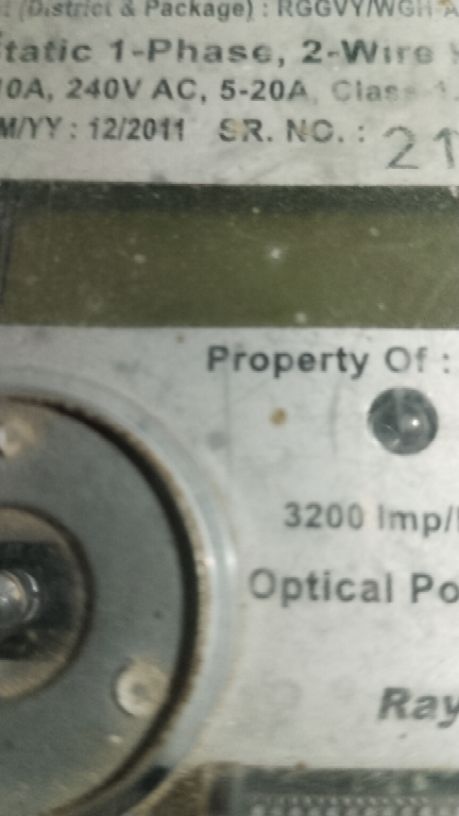 (District & Package) : RGGVY/WGH-A
tatic 1-Phase, 2-Wire
0A, 240V AC, 5-20A, Class 1.
M/YY : 12/2011 SR. NO. : 21
Property Of :
3200 Imp/
Optical Po
Ray